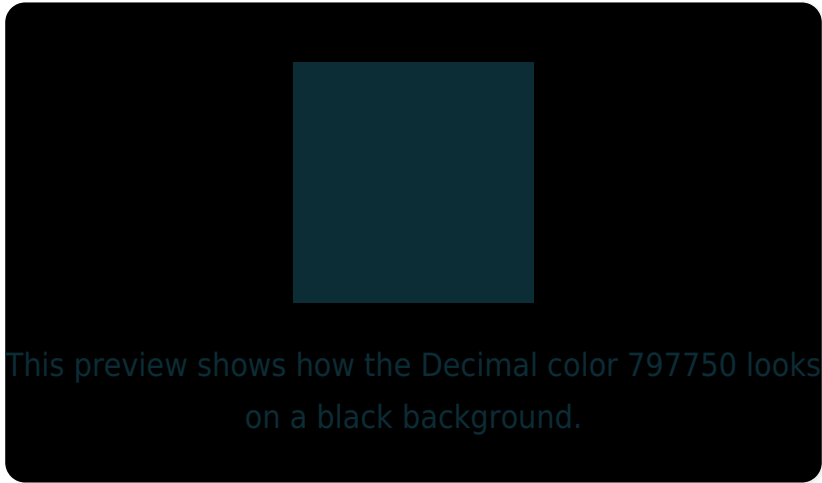 This preview shows how the Decimal color 797750 looks
on a black background.